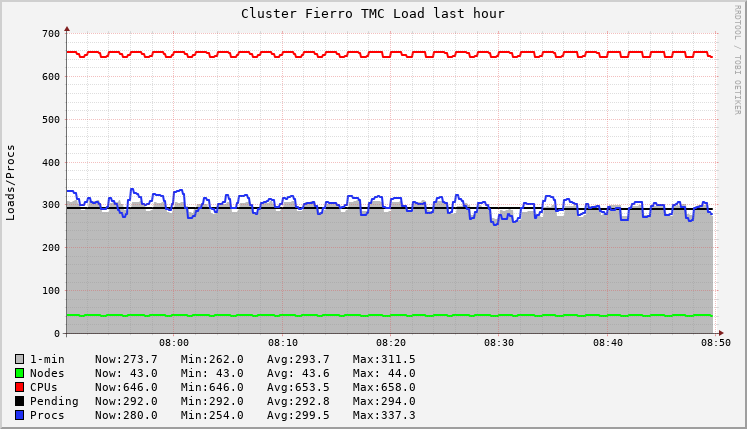 Cluster Fierro TMC Load last hour
RRDTOOL / TOBI OETIKER
Loads/Procs
700
600
500
400
300
200
100
0
08:00 08:10 08:20 08:30 08:40 08:50
1-min Now:273.7 Min:262.0 Avg:293.7 Max:311.5
Nodes Now: 43.0 Min: 43.0 Avg: 43.6 Max: 44.0
CPUs Now:646.0 Min:646.0 Avg:653.5 Max:658.0
Pending Now:292.0 Min:292.0 Avg:292.8 Max:294.0
Procs Now:280.0 Min:254.0 Avg:299.5 Max:337.3